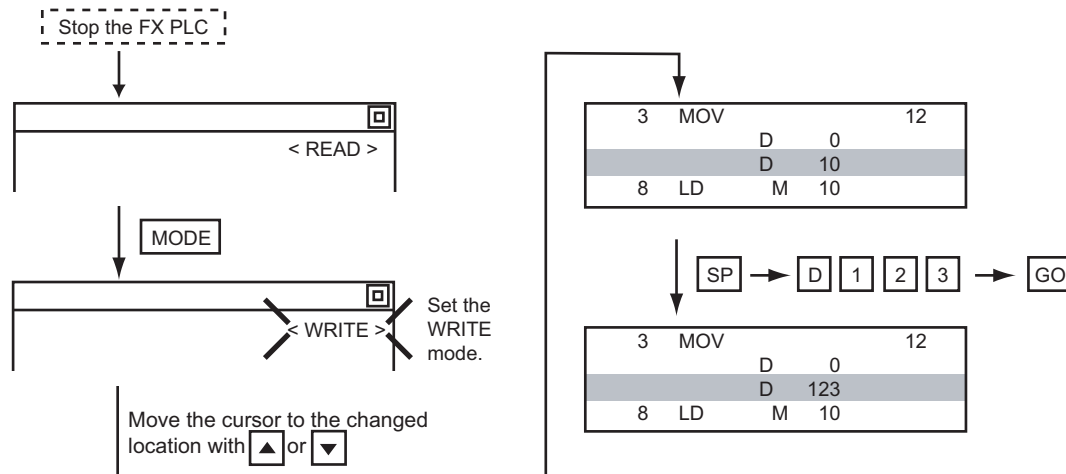 Stop the FX PLC
< READ >
MODE
< WRITE >
Set the
WRITE
mode.
Move the cursor to the changed
location with ▲ or ▼
3 MOV 12
D 0
D 10
8 LD M 10
SP D 1 2 3 GO
3 MOV 12
D 0
D 123
8 LD M 10